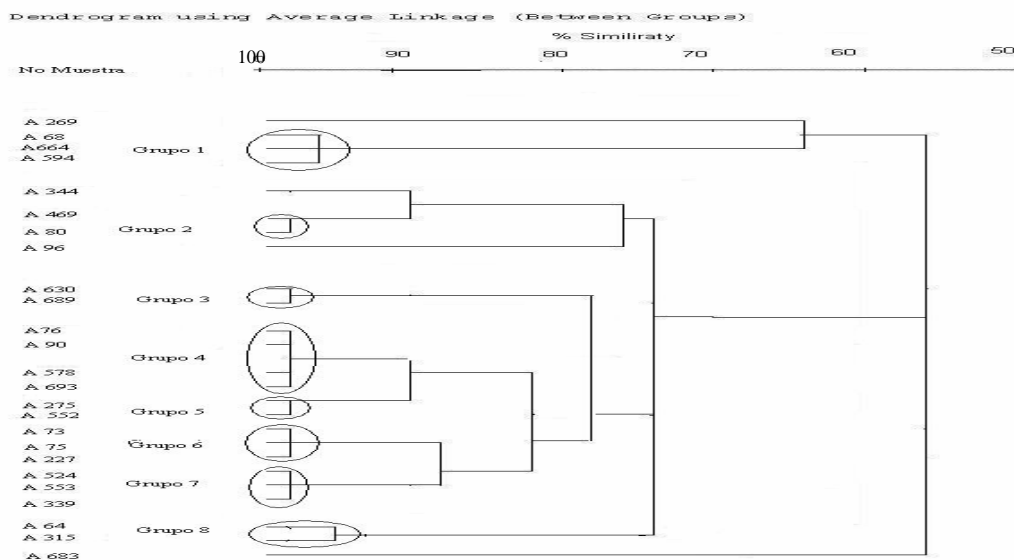 Dendrogram using Average Linkage (Between Groups)
% Similiraty
100 90 80 70 60 50
No Muestra
A 269
A 68
A664 Grupo 1
A 594
A 344
A 469
A 80 Grupo 2
A 96
A 630
A 689 Grupo 3
A76
A 90
Grupo 4
A 578
A 693
A 275
A 552 Grupo 5
A 73
A 75 Grupo 6
A 227
A 524
A 553 Grupo 7
A 339
A 64
A 315 Grupo 8
A 683